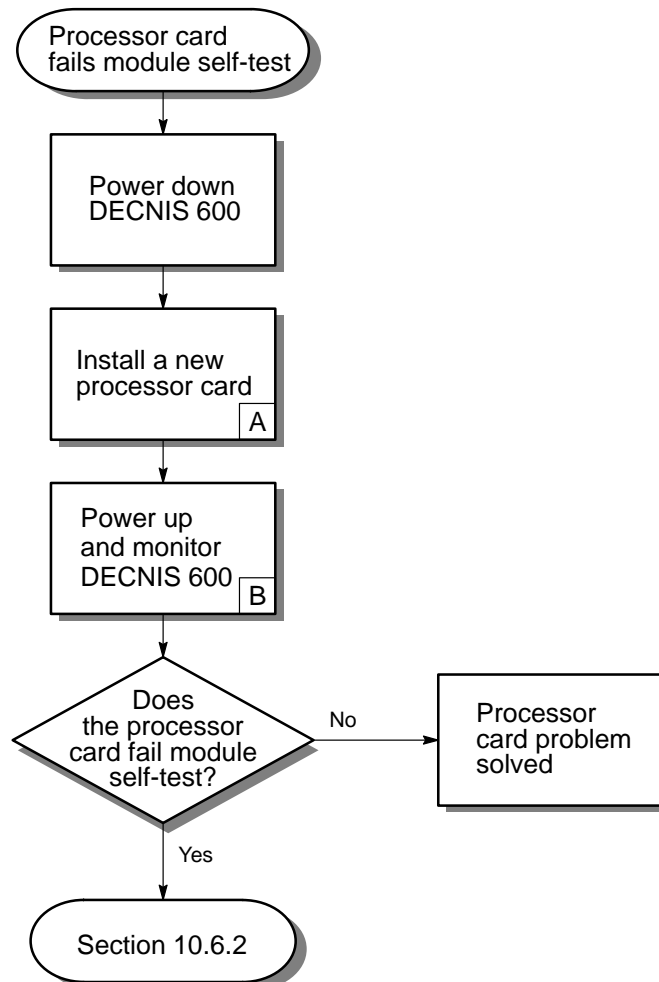 Processor card
fails module self-test
Power down
DECNIS 600
Install a new
processor card
A
Power up
and monitor
DECNIS 600
B
Does
the processor
card fail module
self-test?
No
Processor
card problem
solved
Yes
Section 10.6.2